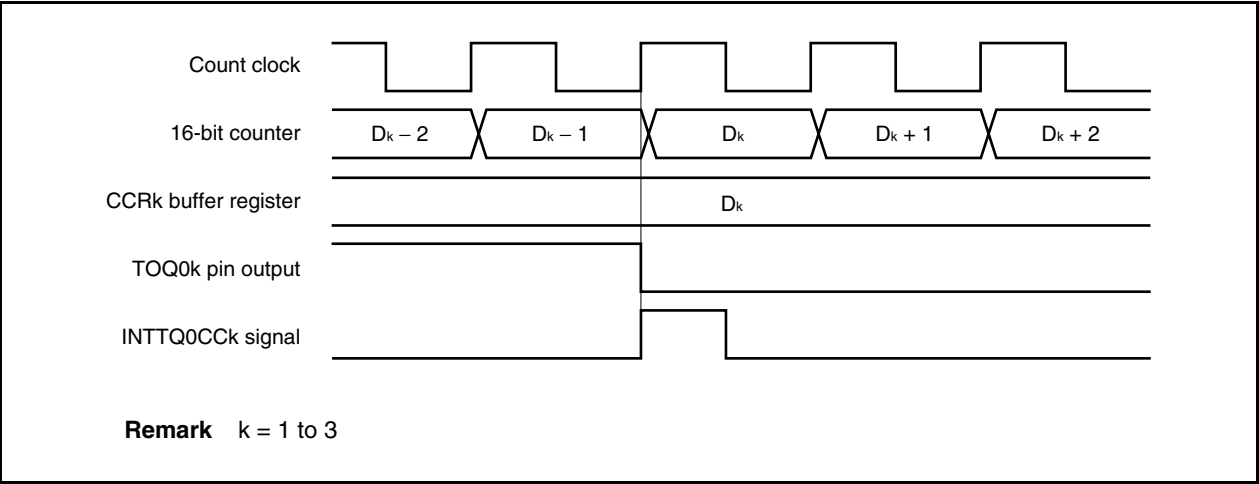 Count clock
16-bit counter
Dk − 2
Dk − 1
Dk
Dk + 1
Dk + 2
CCRk buffer register
Dk
TOQ0k pin output
INTTQ0CCk signal
Remark k = 1 to 3